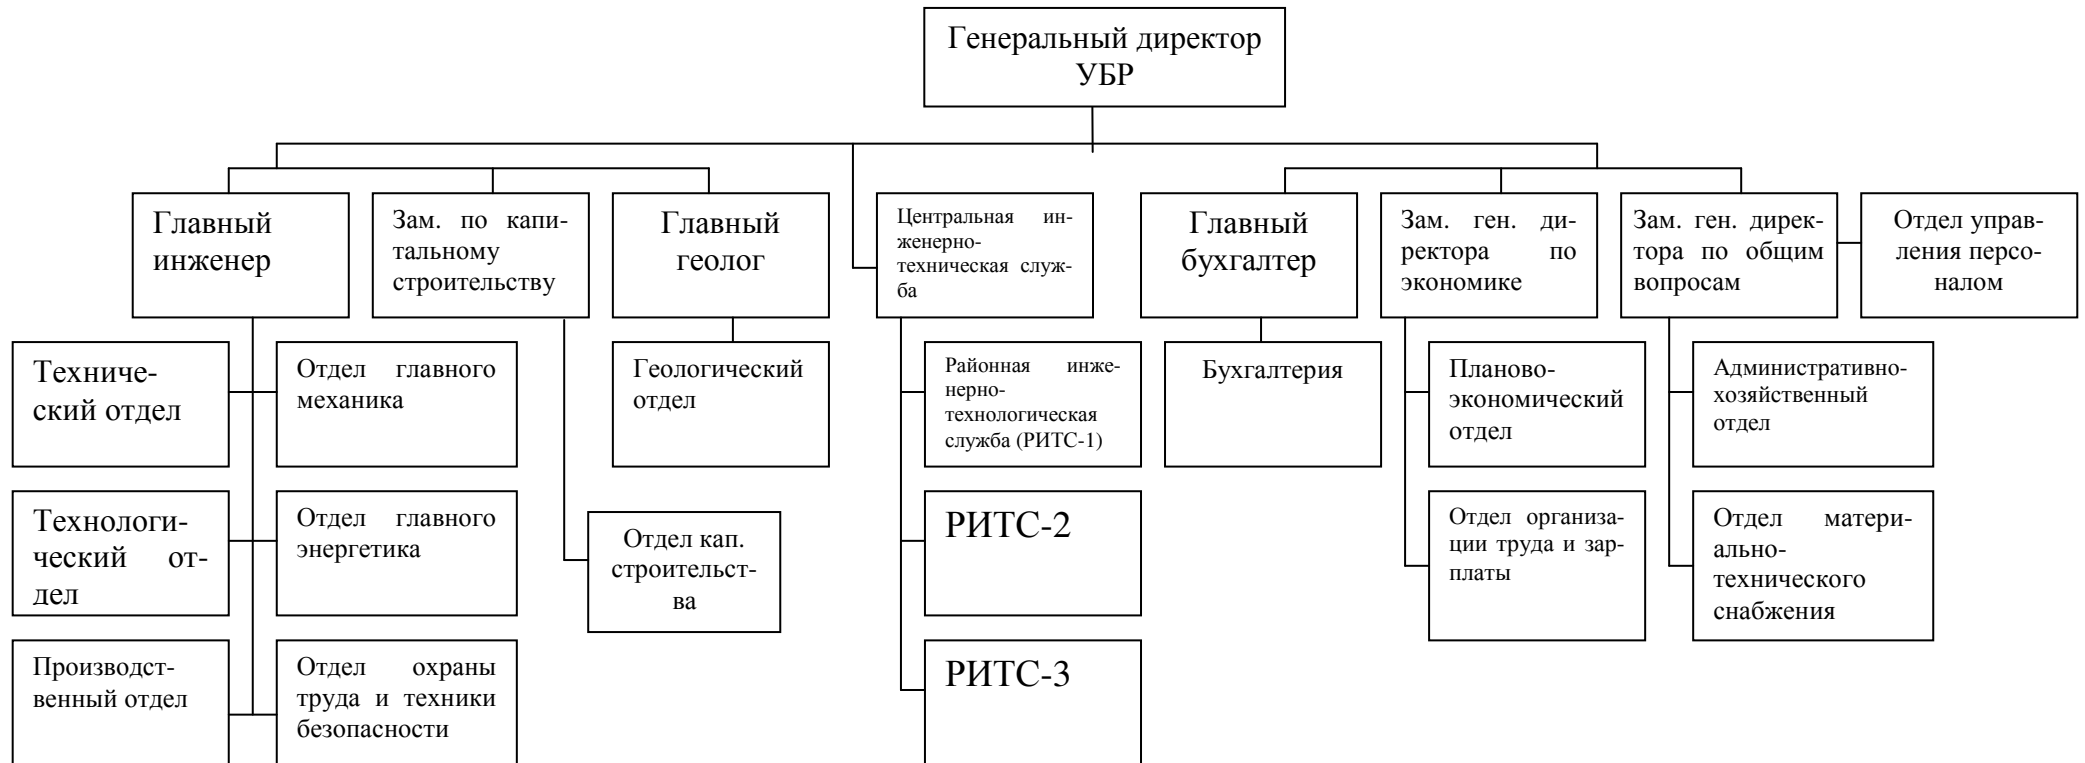 Генеральный директор
УБР
Главный
инженер
Зам. по капи-
тальному
строительству
Главный
геолог
Центральная ин-
женерно-
техническая служ-
ба
Главный
бухгалтер
Зам. ген. ди-
ректора по
экономике
Зам. ген. дирек-
тора по общим
вопросам
Отдел управ-
ления персо-
налом
Техниче-
ский отдел
Отдел главного
механика
Геологический
отдел
Районная инже-
нерно-
технологическая
служба (РИТС-1)
Бухгалтерия
Планово-
экономический
отдел
Административно-
хозяйственный
отдел
Технологи-
ческий от-
дел
Отдел главного
энергетика
Отдел кап.
строительст-
ва
РИТС-2
Отдел организа-
ции труда и зар-
платы
Отдел матери-
ально-
технического
снабжения
Производст-
венный отдел
Отдел охраны
труда и техники
безопасности
РИТС-3